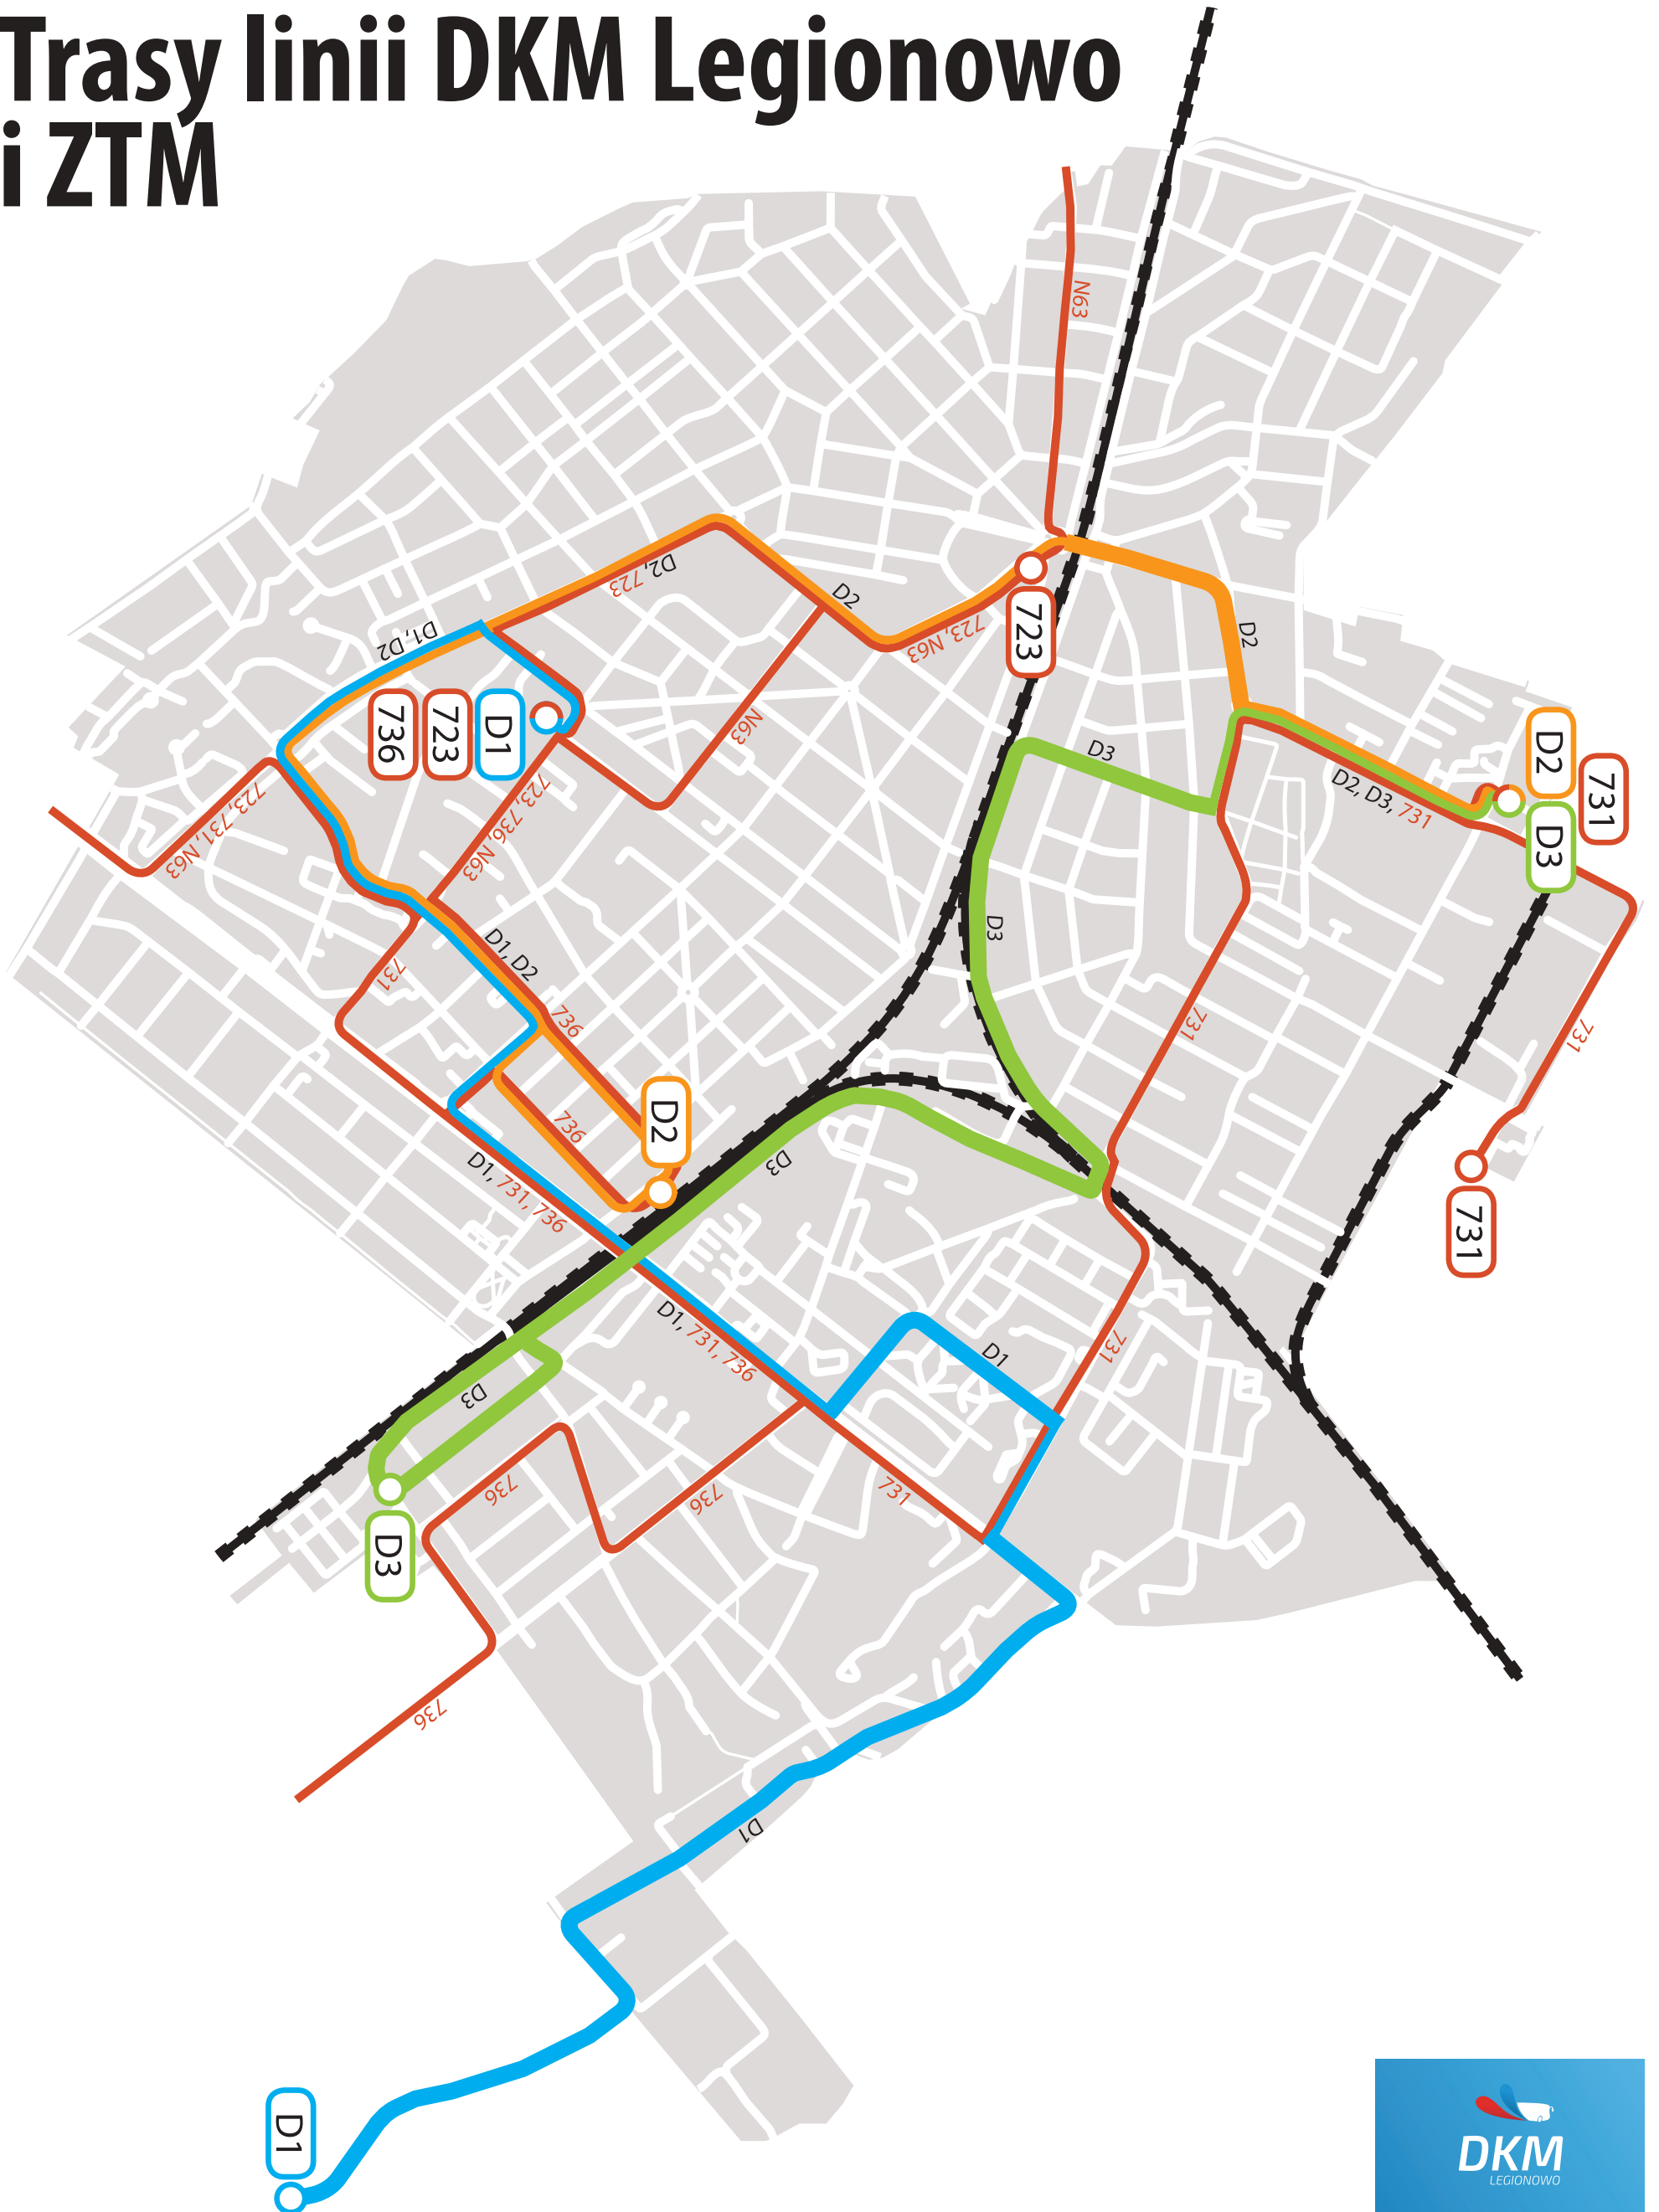 Trasy linii DKM Legionowo
i ZTM
N63
723
D2
D2, 723
D2
723, N63
D1, D2
736
723
D1
N63
D3
D2, D3, 731
D2
731
D3
723, 731, N63
723, 736, N63
D3
731
D1, D2
736
731
731
D2
736
D3
D1, 731, 736
731
D1, 731, 736
D1
731
D3
736
736
731
D3
736
D1
D1
DKM
LEGIONOWO